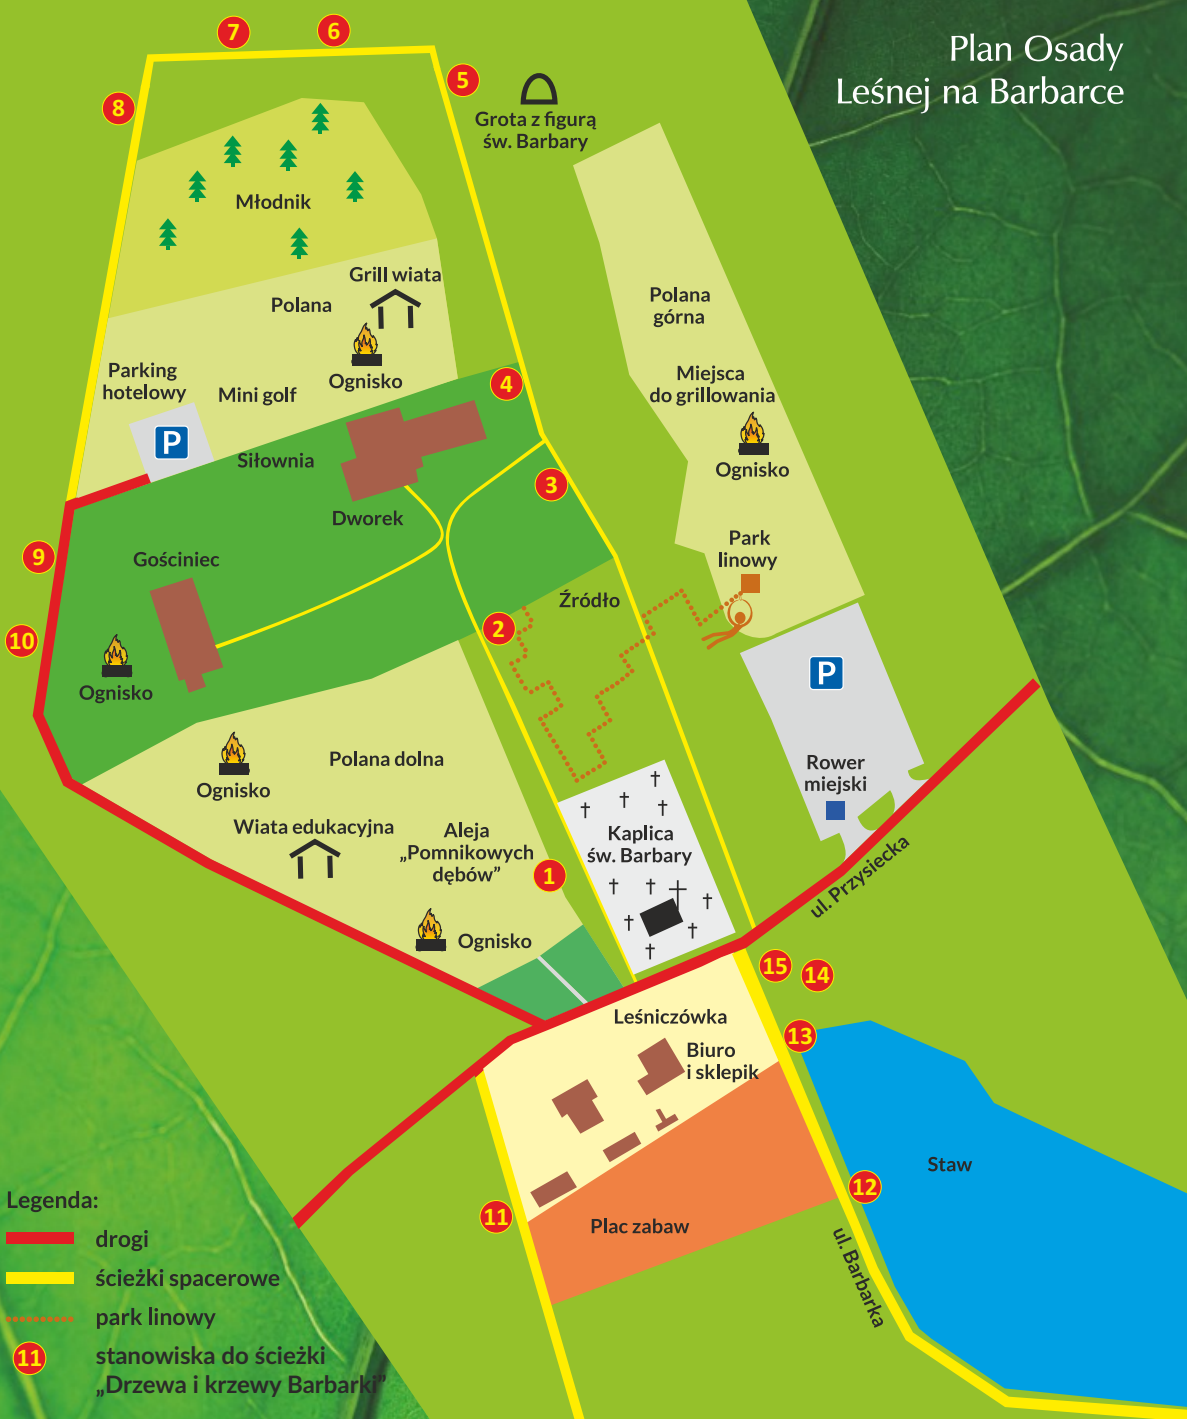 Plan Osady
Leśnej na Barbarce
7
6
8
5
Grota z figurą
św. Barbary
Młodnik
Grill wiata
Polana
Ognisko
Parking
hotelowy
Mini golf
P
4
Siłownia
Dworek
3
Polana
górna
Miejsca
do grillowania
Ognisko
Park
linowy
9
Gościniec
10
Ognisko
2
Źródło
P
Rower
miejski
ul. Przysiecka
Ognisko
Polana dolna
Wiata edukacyjna
Aleja
„Pomnikowych
dębów”
1
Ognisko
Kaplica
św. Barbary
15
14
13
Leśniczówka
Biuro
i sklepik
Staw
12
11
Plac zabaw
ul. Barbarka
Legenda:
drogi
ścieżki spacerowe
park linowy
11
stanowiska do ścieżki
„Drzewa i krzewy Barbarki”